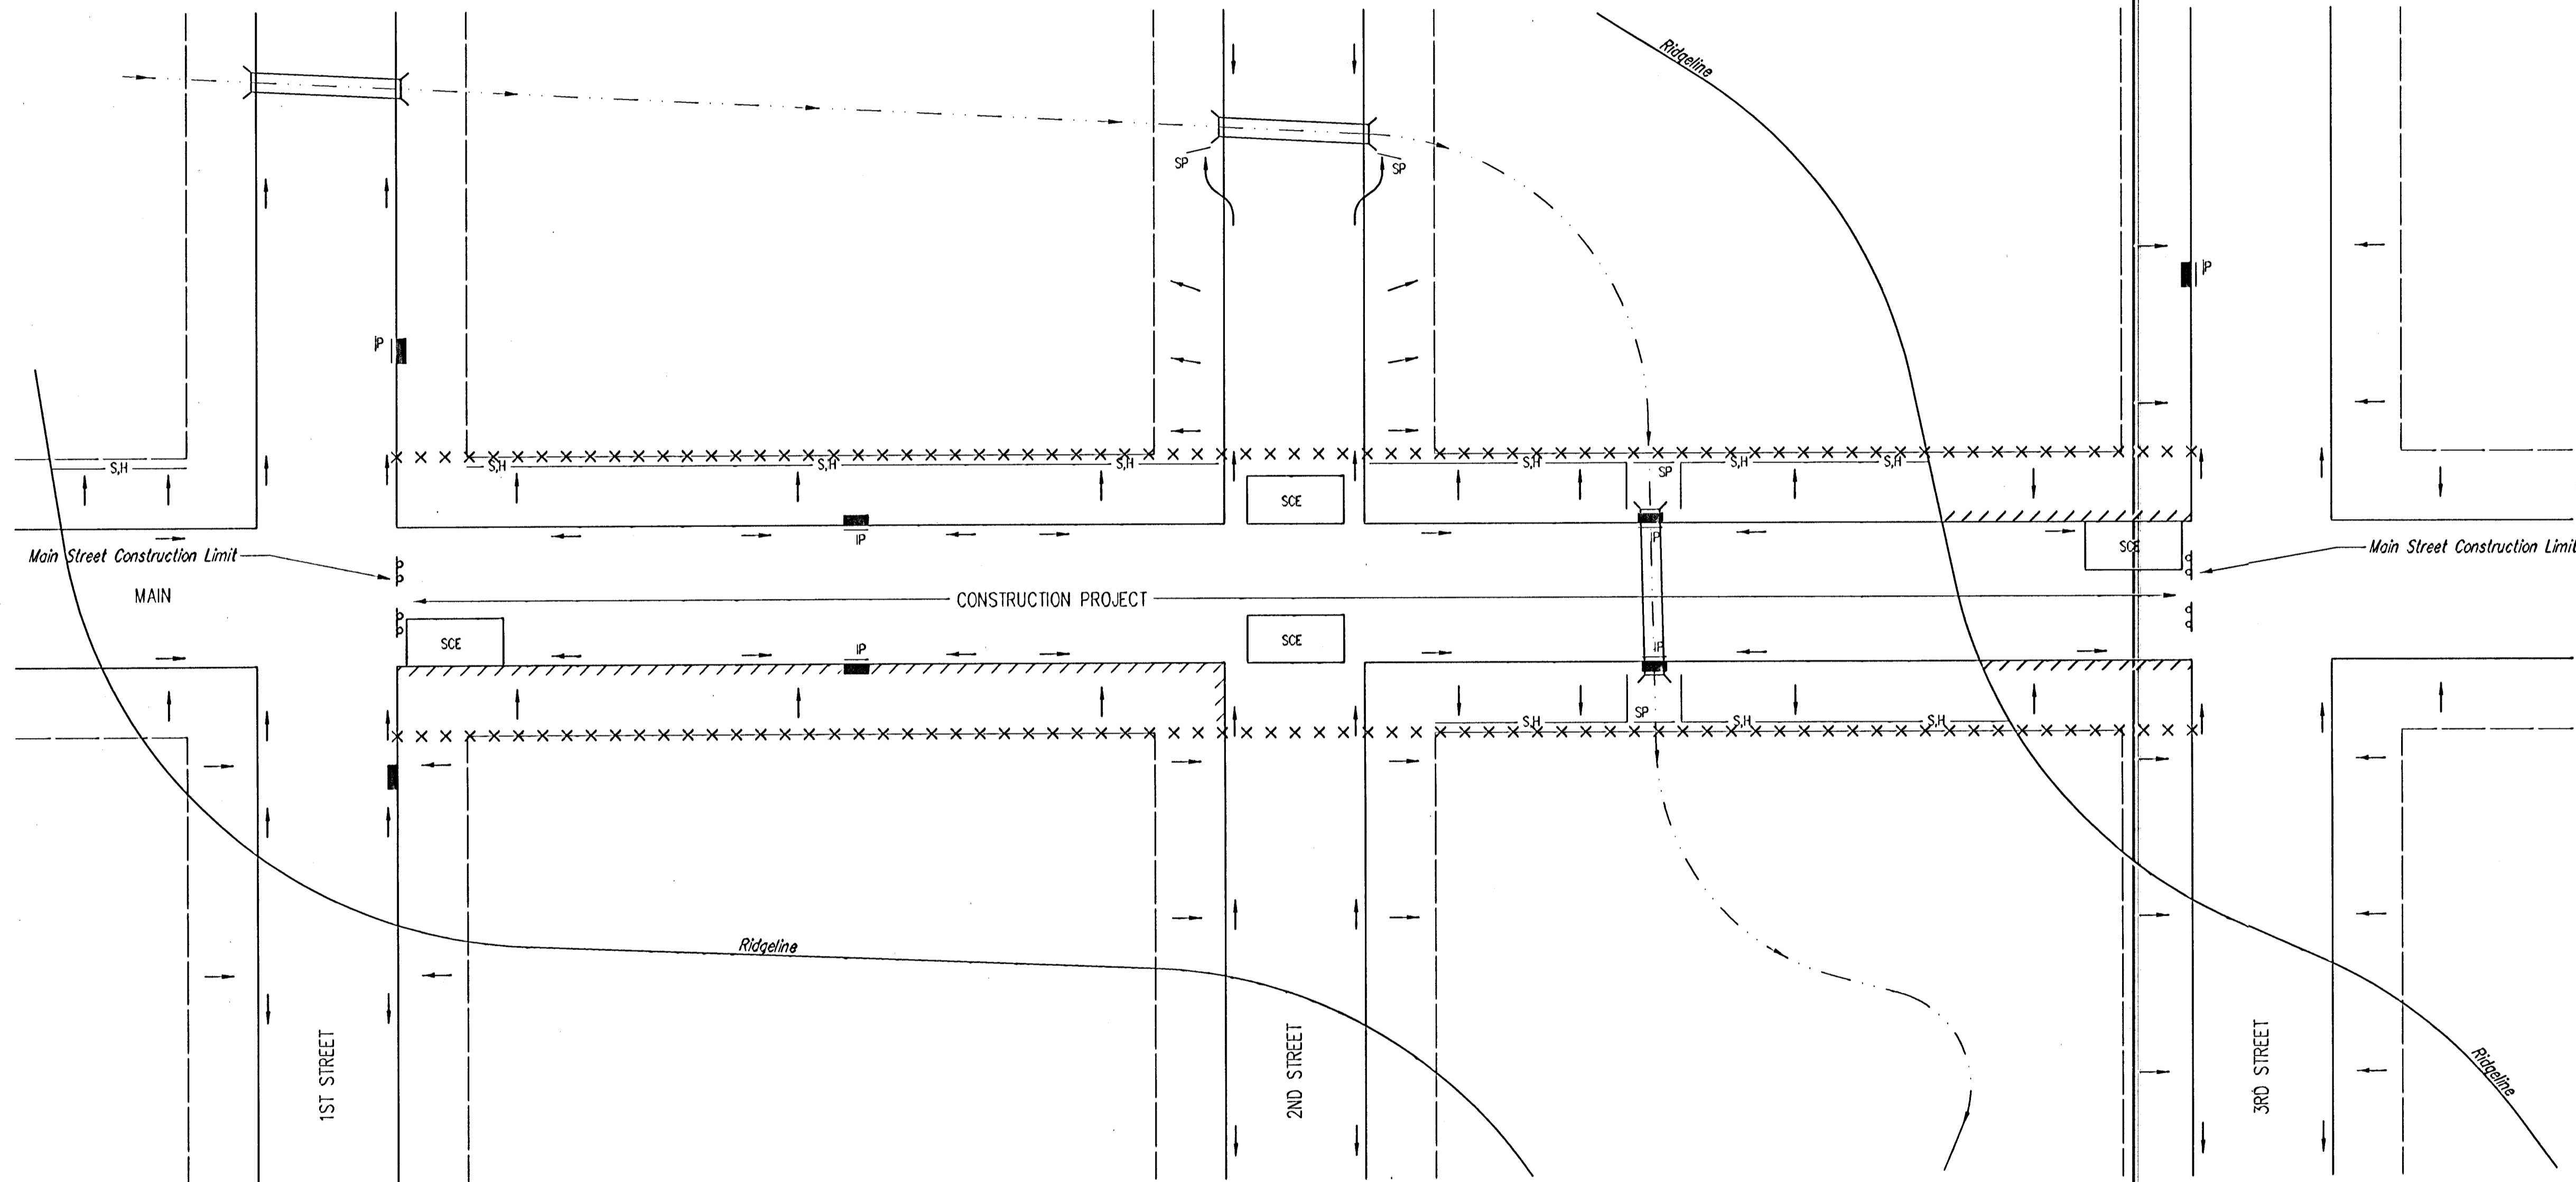 Ridgeline
SP
SP
IP
IP
S,H
S,H
S,H
S,H
S,H
SP
S,H
S,H
SCE
Main Street Construction Limit
IP
IP
SCE
Main Street Construction Limit
MAIN
CONSTRUCTION PROJECT
SCE
SCE
IP
IP
SP
S,H
S,H
S,H
Ridgeline
1ST STREET
2ND STREET
3RD STREET
Ridgeline